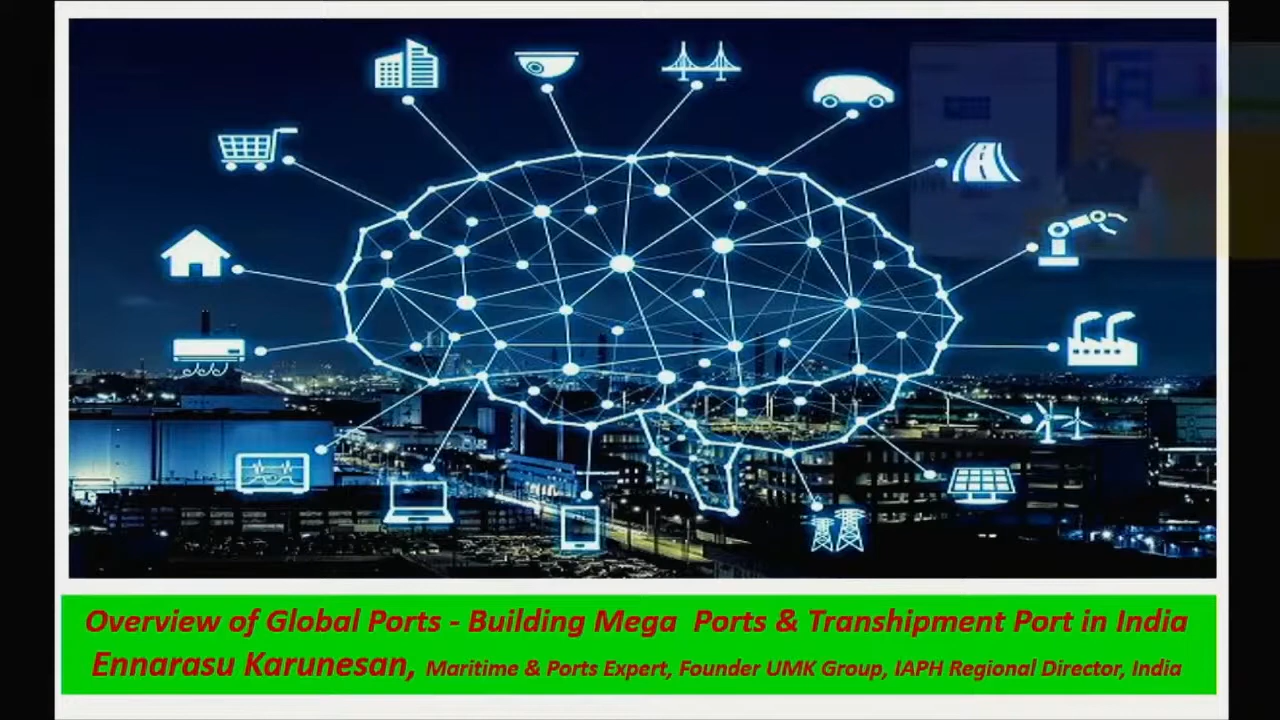 Overview of Global Ports - Building Mega Ports & Transhipment Port in India
Ennarasu Karunesan, Maritime & Ports Expert, Founder UMK Group, IAPH Regional Director, India